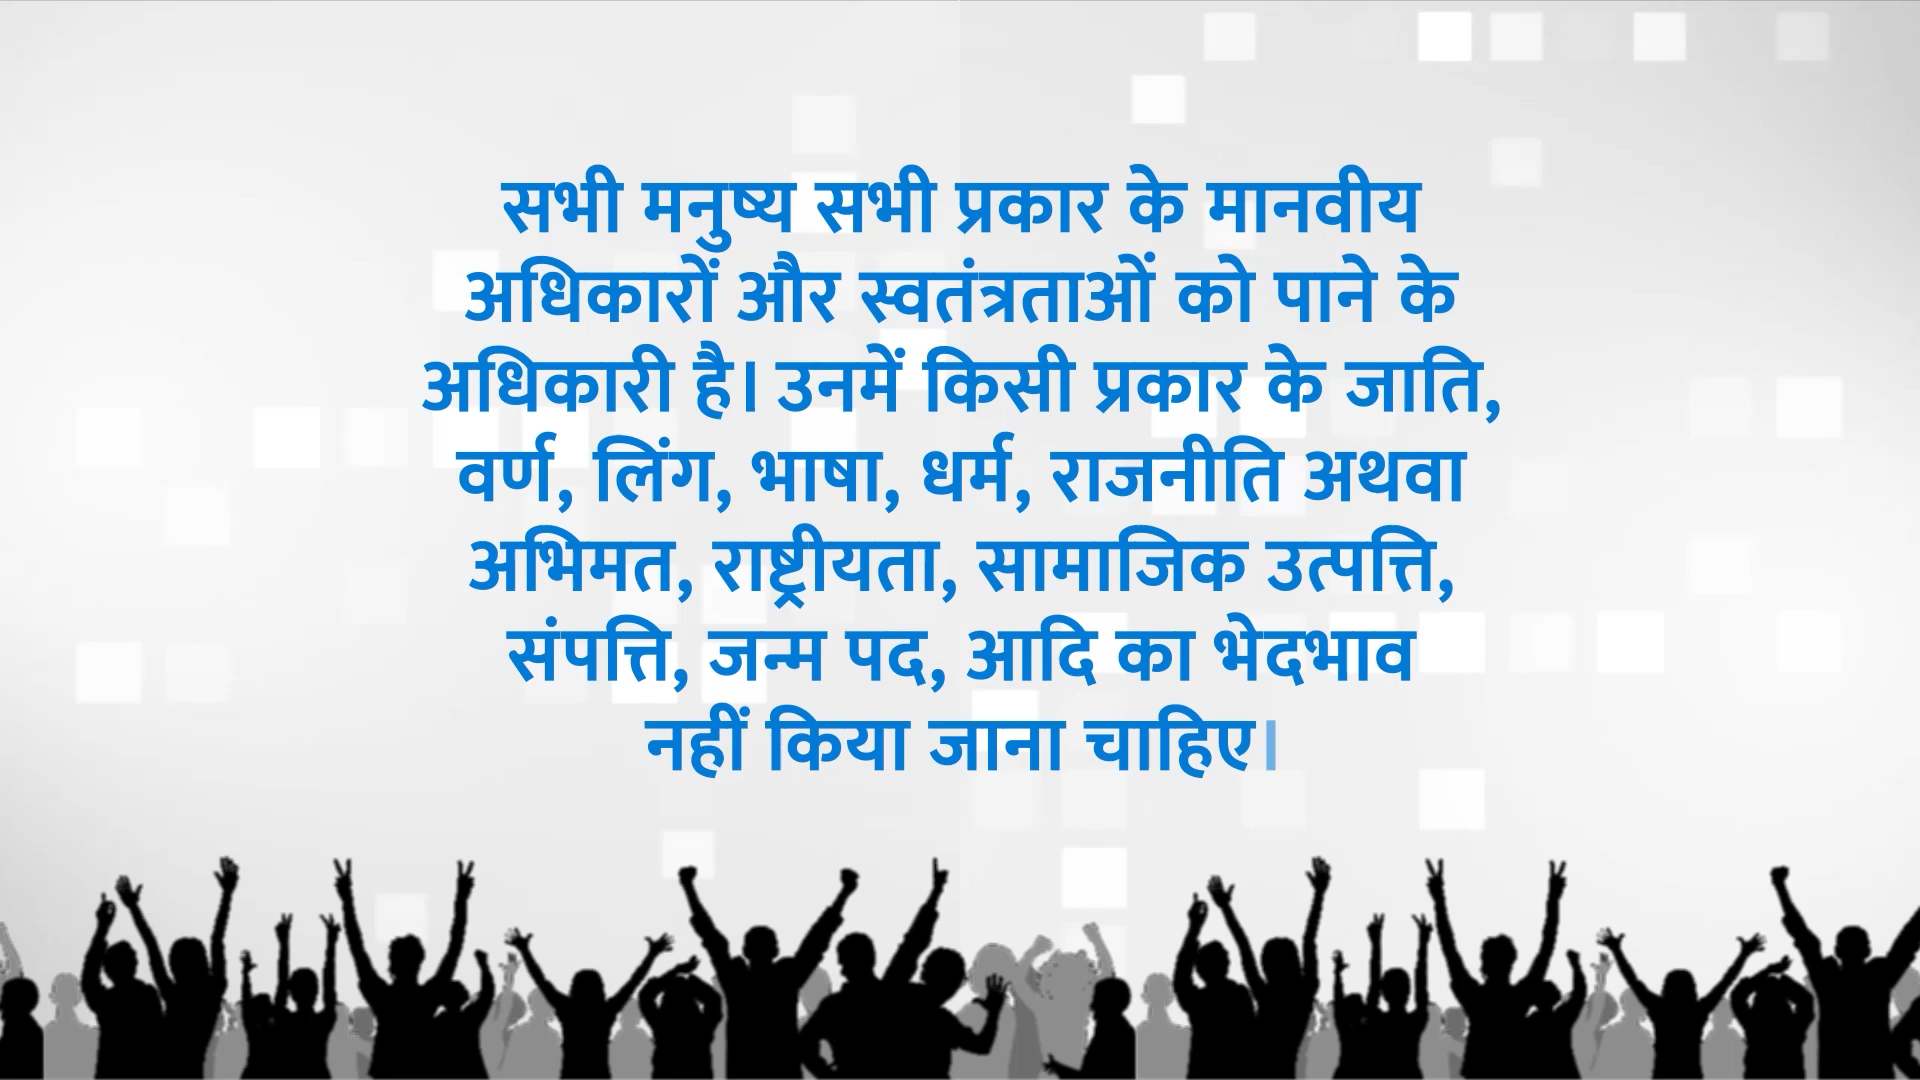 सभी मनुष्य सभी प्रकार के मानवीय
अधिकारों और स्वतंत्रताओं को पाने के
अधिकारी है। उनमें किसी प्रकार के जाति,
वर्ण, लिंग, भाषा, धर्म, राजनीति अथवा
अभिमत, राष्ट्रीयता, सामाजिक उत्पत्ति,
संपत्ति, जन्म पद, आदि का भेदभाव
नहीं किया जाना चाहिए।